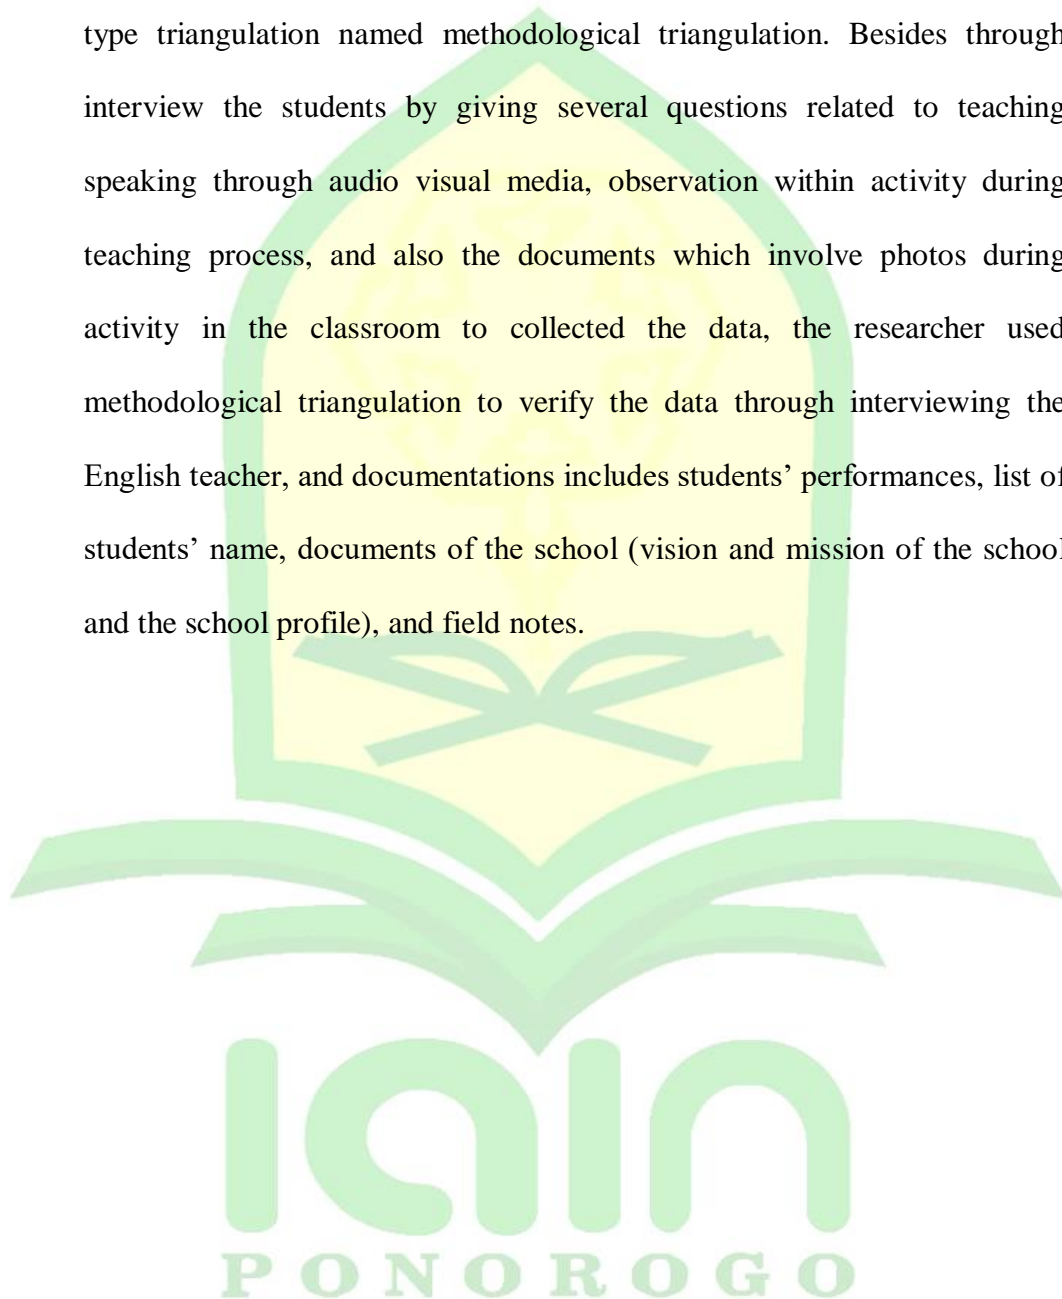 type triangulation named methodological triangulation. Besides through
interview the students by giving several questions related to teaching
speaking through audio visual media, observation within activity during
teaching process, and also the documents which involve photos during
activity in the classroom to collected the data, the researcher used
methodological triangulation to verify the data through interviewing the
English teacher, and documentations includes students’ performances, list of
students’ name, documents of the school (vision and mission of the school
and the school profile), and field notes.
iain
PONOROGO